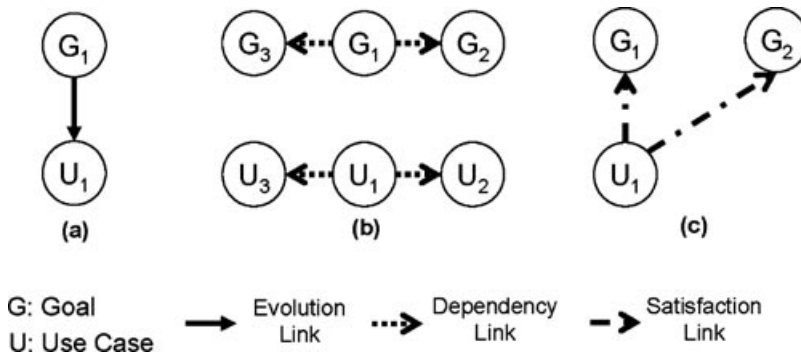 G1 G3 G1 G2 G1 G2
U1 U3 U1 U2 U1
(a) (b) (c)
G: Goal
U: Use Case
Evolution Link
Dependency Link
Satisfaction Link